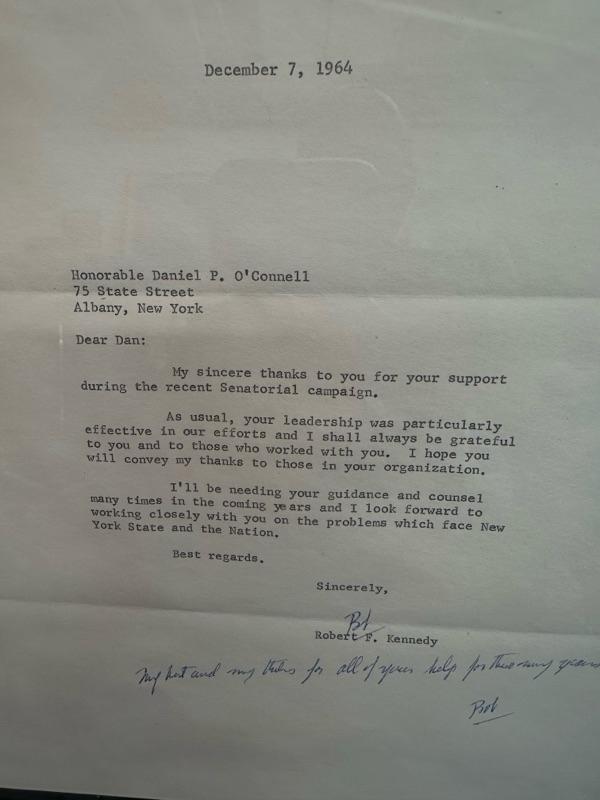 December 7, 1964
Honorable Daniel P. O'Connell
75 State Street
Albany, New York
Dear Dan:
My sincere thanks to you for your support
during the recent Senatorial campaign.
As usual, your leadership was particularly
effective in our efforts and I shall always be grateful
to you and to those who worked with you. I hope you
will convey my thanks to those in your organization.
I'll be needing your guidance and counsel
many times in the coming years and I look forward to
working closely with you on the problems which face New
York State and the Nation.
Best regards.
Sincerely,
Bob
Robert F. Kennedy
My best and my thanks for all of your help for these many years
Bob